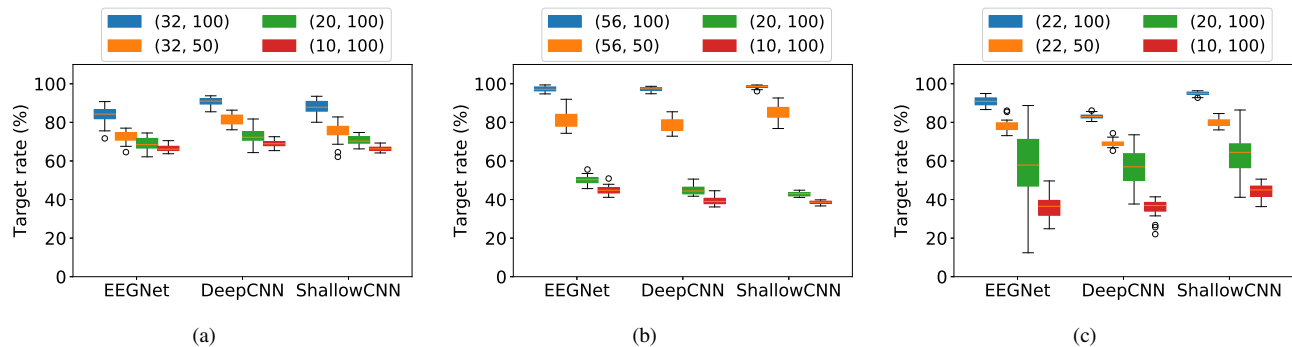 (32, 100) (20, 100)
(32, 50) (10, 100)
Target rate (%)
100
80
60
40
20
0
EEGNet DeepCNN ShallowCNN
(a)
(56, 100) (20, 100)
(56, 50) (10, 100)
Target rate (%)
100
80
60
40
20
0
EEGNet DeepCNN ShallowCNN
(b)
(22, 100) (20, 100)
(22, 50) (10, 100)
Target rate (%)
100
80
60
40
20
0
EEGNet DeepCNN ShallowCNN
(c)